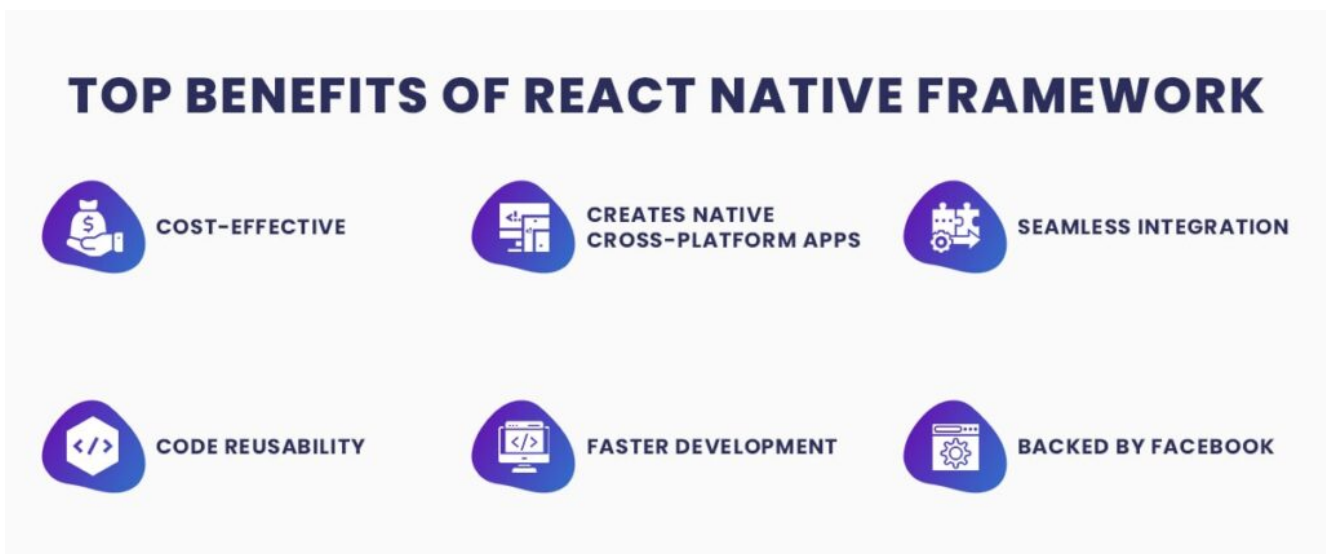 TOP BENEFITS OF REACT NATIVE FRAMEWORK
COST-EFFECTIVE
CREATES NATIVE
CROSS-PLATFORM APPS
SEAMLESS INTEGRATION
CODE REUSABILITY
FASTER DEVELOPMENT
BACKED BY FACEBOOK